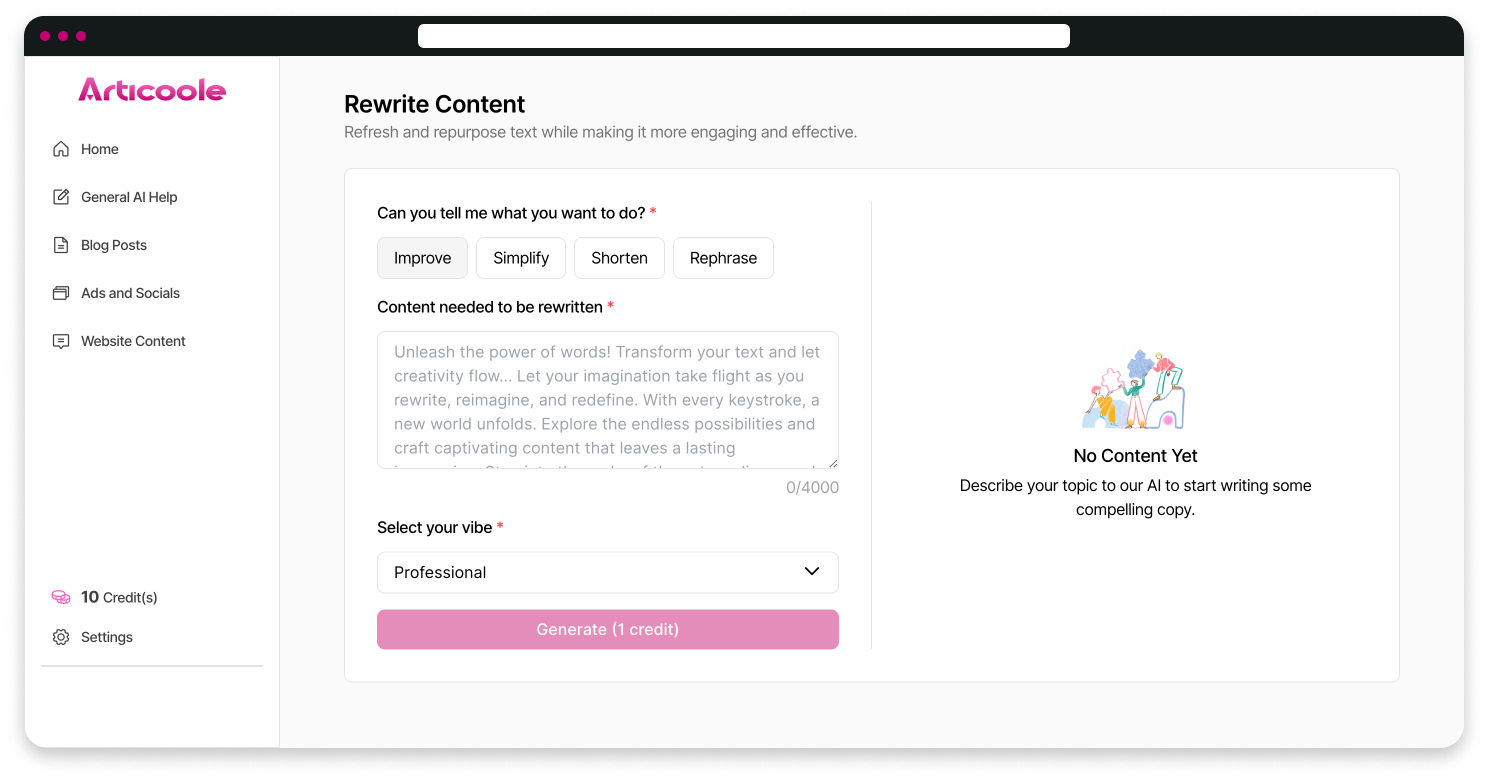 Articoole
Home
General AI Help
Blog Posts
Ads and Socials
Website Content
10 Credit(s)
Settings
Rewrite Content
Refresh and repurpose text while making it more engaging and effective.
Can you tell me what you want to do? *
Improve Simplify Shorten Rephrase
Content needed to be rewritten *
Unleash the power of words! Transform your text and let
creativity flow... Let your imagination take flight as you
rewrite, reimagine, and redefine. With every keystroke, a
new world unfolds. Explore the endless possibilities and
craft captivating content that leaves a lasting
0/4000
Select your vibe *
Professional
Generate (1 credit)
No Content Yet
Describe your topic to our AI to start writing some
compelling copy.